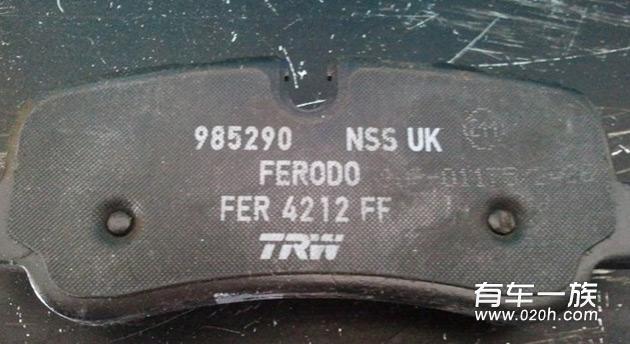 985290 NSS UK
FERODO
FER 4212 FF
TRW
有车一族
www.020h.com